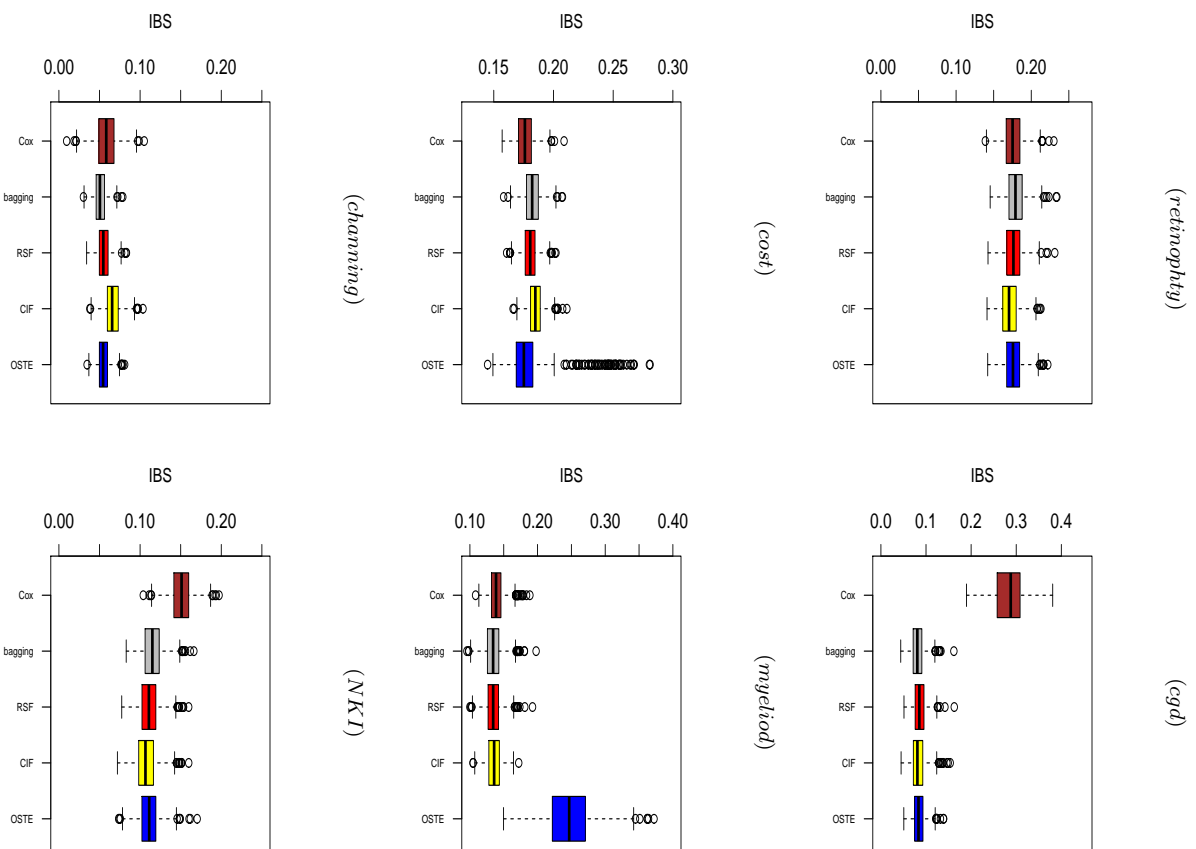 IBS
0.00 0.10 0.20
Cox
bagging
RSF
CIF
OSTE
(channing)
IBS
0.15 0.20 0.25 0.30
Cox
bagging
RSF
CIF
OSTE
(cost)
IBS
0.00 0.10 0.20
Cox
bagging
RSF
CIF
OSTE
(retinophty)
IBS
0.00 0.10 0.20
Cox
bagging
RSF
CIF
OSTE
(NKI)
IBS
0.10 0.20 0.30 0.40
Cox
bagging
RSF
CIF
OSTE
(myeliod)
IBS
0.0 0.1 0.2 0.3 0.4
Cox
bagging
RSF
CIF
OSTE
(cgd)